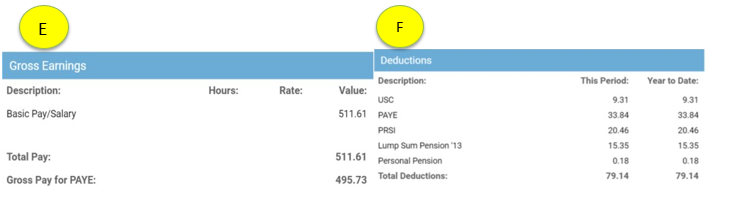 E
Gross Earnings
Description: Hours: Rate: Value:
Basic Pay/Salary 511.61
Total Pay: 511.61
Gross Pay for PAYE: 495.73
F
Deductions
Description: This Period: Year to Date:
USC 9.31 9.31
PAYE 33.84 33.84
PRSI 20.46 20.46
Lump Sum Pension '13 15.35 15.35
Personal Pension 0.18 0.18
Total Deductions: 79.14 79.14